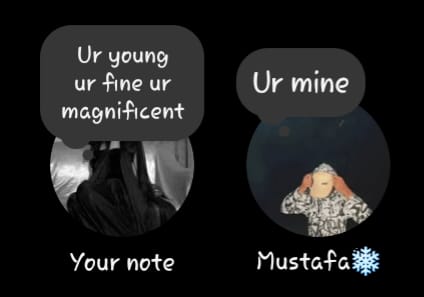 Ur young
ur fine ur
magnificent
Ur mine
Your note
Mustafa❄️